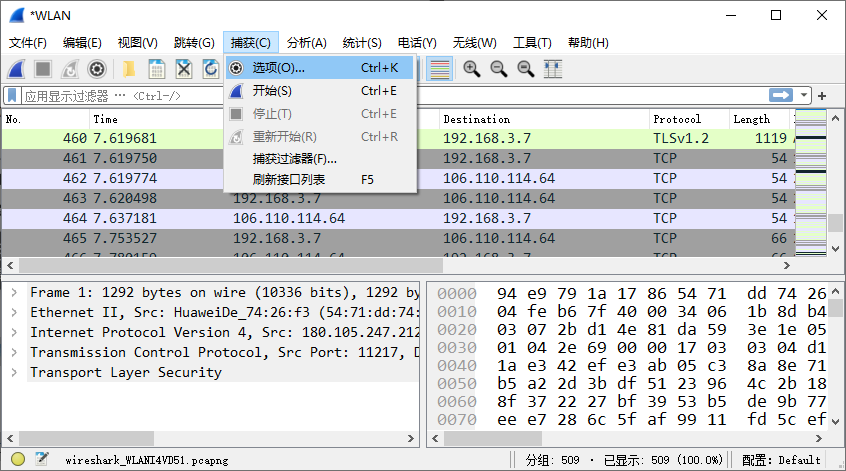 *WLAN
文件(F) 编辑(E) 视图(V) 跳转(G) 捕获(C) 分析(A) 统计(S) 电话(Y) 无线(W) 工具(T) 帮助(H)
选项(O)... Ctrl+K
开始(S) Ctrl+E
停止(T) Ctrl+E
重新开始(R) Ctrl+R
捕获过滤器(F)...
刷新接口列表 F5
应用显示过滤器 … <Ctrl-/>
No. Time Destination Protocol Length
460 7.619681 192.168.3.7 TLSv1.2 1119
461 7.619750 106.110.114.64 TCP 54
462 7.619774 106.110.114.64 TCP 54
463 7.620498 192.168.3.7 106.110.114.64 TCP 54
464 7.637181 106.110.114.64 192.168.3.7 TCP 54
465 7.753527 192.168.3.7 106.110.114.64 TCP 66
Frame 1: 1292 bytes on wire (10336 bits), 1292 by
Ethernet II, Src: HuaweiDe_74:26:f3 (54:71:dd:74:
Internet Protocol Version 4, Src: 180.105.247.212
Transmission Control Protocol, Src Port: 11217, D
Transport Layer Security
0000 94 e9 79 1a 17 86 54 71 dd 74 26
0010 04 fe b6 7f 40 00 34 06 1b 8d b4
0020 03 07 2b d1 4e 81 da 59 3e 1e 05
0030 01 04 2e 69 00 00 17 03 03 04 d1
0040 1a e3 42 ef e3 ab 05 c3 8a 8e 71
0050 b5 a2 2d 3b df 51 23 96 4c 2b 18
0060 8f 37 22 27 bf 39 53 b5 de 9b 77
0070 ee e7 28 6c 5f af 99 11 fd 5c ef
wireshark_WLANI4VD51.pcapng 分组: 509 · 已显示: 509 (100.0%) 配置: Default